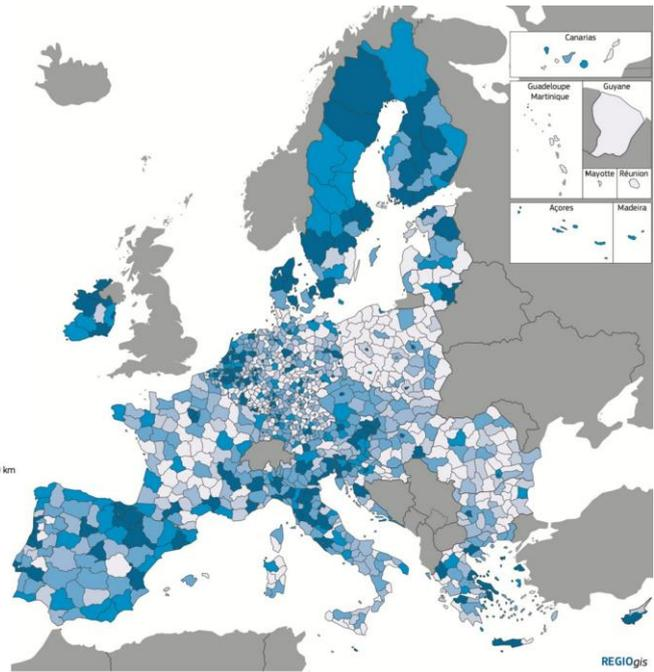 Canarias
Guadeloupe
Martinique
Guyane
Mayotte
Réunion
Açores
Madeira
km
REGIOgis